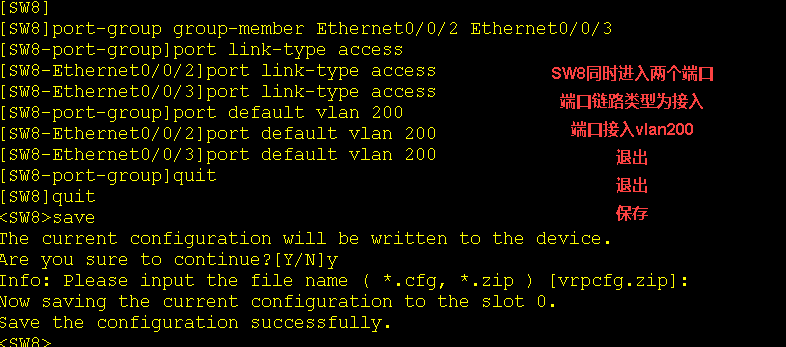 [SW8]
[SW8]port-group group-member Ethernet0/0/2 Ethernet0/0/3
[SW8-port-group]port link-type access
[SW8-Ethernet0/0/2]port link-type access
[SW8-Ethernet0/0/3]port link-type access
[SW8-port-group]port default vlan 200
[SW8-Ethernet0/0/2]port default vlan 200
[SW8-Ethernet0/0/3]port default vlan 200
[SW8-port-group]quit
[SW8]quit
<SW8>save
The current configuration will be written to the device.
Are you sure to continue?[Y/N]y
Info: Please input the file name ( *.cfg, *.zip ) [vrpcfg.zip]:
Now saving the current configuration to the slot 0.
Save the configuration successfully.
<SW8>
SW8同时进入两个端口
端口链路类型为接入
端口接入vlan200
退出
退出
保存